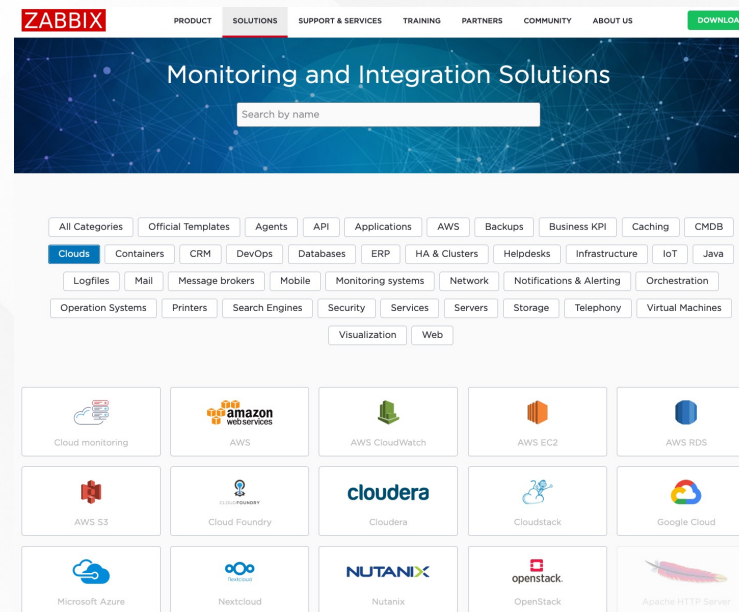 ZABBIX
PRODUCT SOLUTIONS SUPPORT & SERVICES TRAINING PARTNERS COMMUNITY ABOUT US DOWNLOA
Monitoring and Integration Solutions
Search by name
All Categories Official Templates Agents API Applications AWS Backups Business KPI Caching CMDB
Clouds Containers CRM DevOps Databases ERP HA & Clusters Helpdesks Infrastructure IoT Java
Logfiles Mail Message brokers Mobile Monitoring systems Network Notifications & Alerting Orchestration
Operation Systems Printers Search Engines Security Services Servers Storage Telephony Virtual Machines
Visualization Web
amazon
web services
Cloud monitoring AWS AWS CloudWatch AWS EC2 AWS RDS
CLOUDFOUNDRY cloudera
AWS S3 Cloud Foundry Cloudera Cloudstack Google Cloud
Nextcloud NUTANIX openstack.
Microsoft Azure Nextcloud Nutanix OpenStack Apache HTTP Server